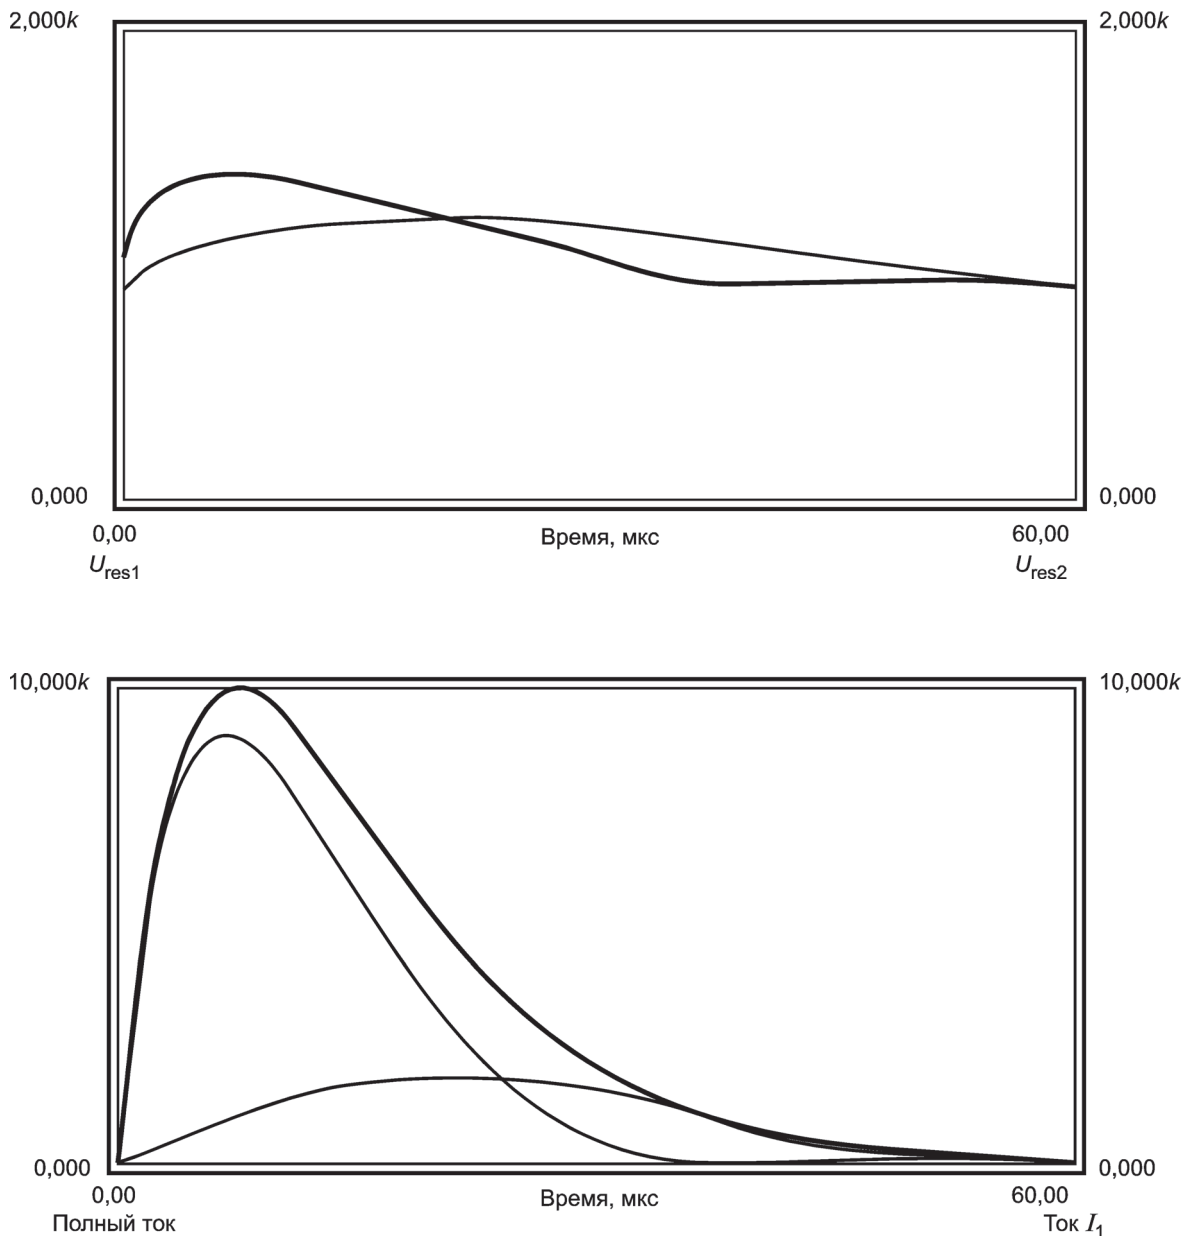 2,000k 2,000k
0,000 0,000
0,00 Время, мкс 60,00
Ures1 Ures2
10,000k 10,000k
0,000 0,000
0,00 Время, мкс 60,00
Полный ток Ток I1